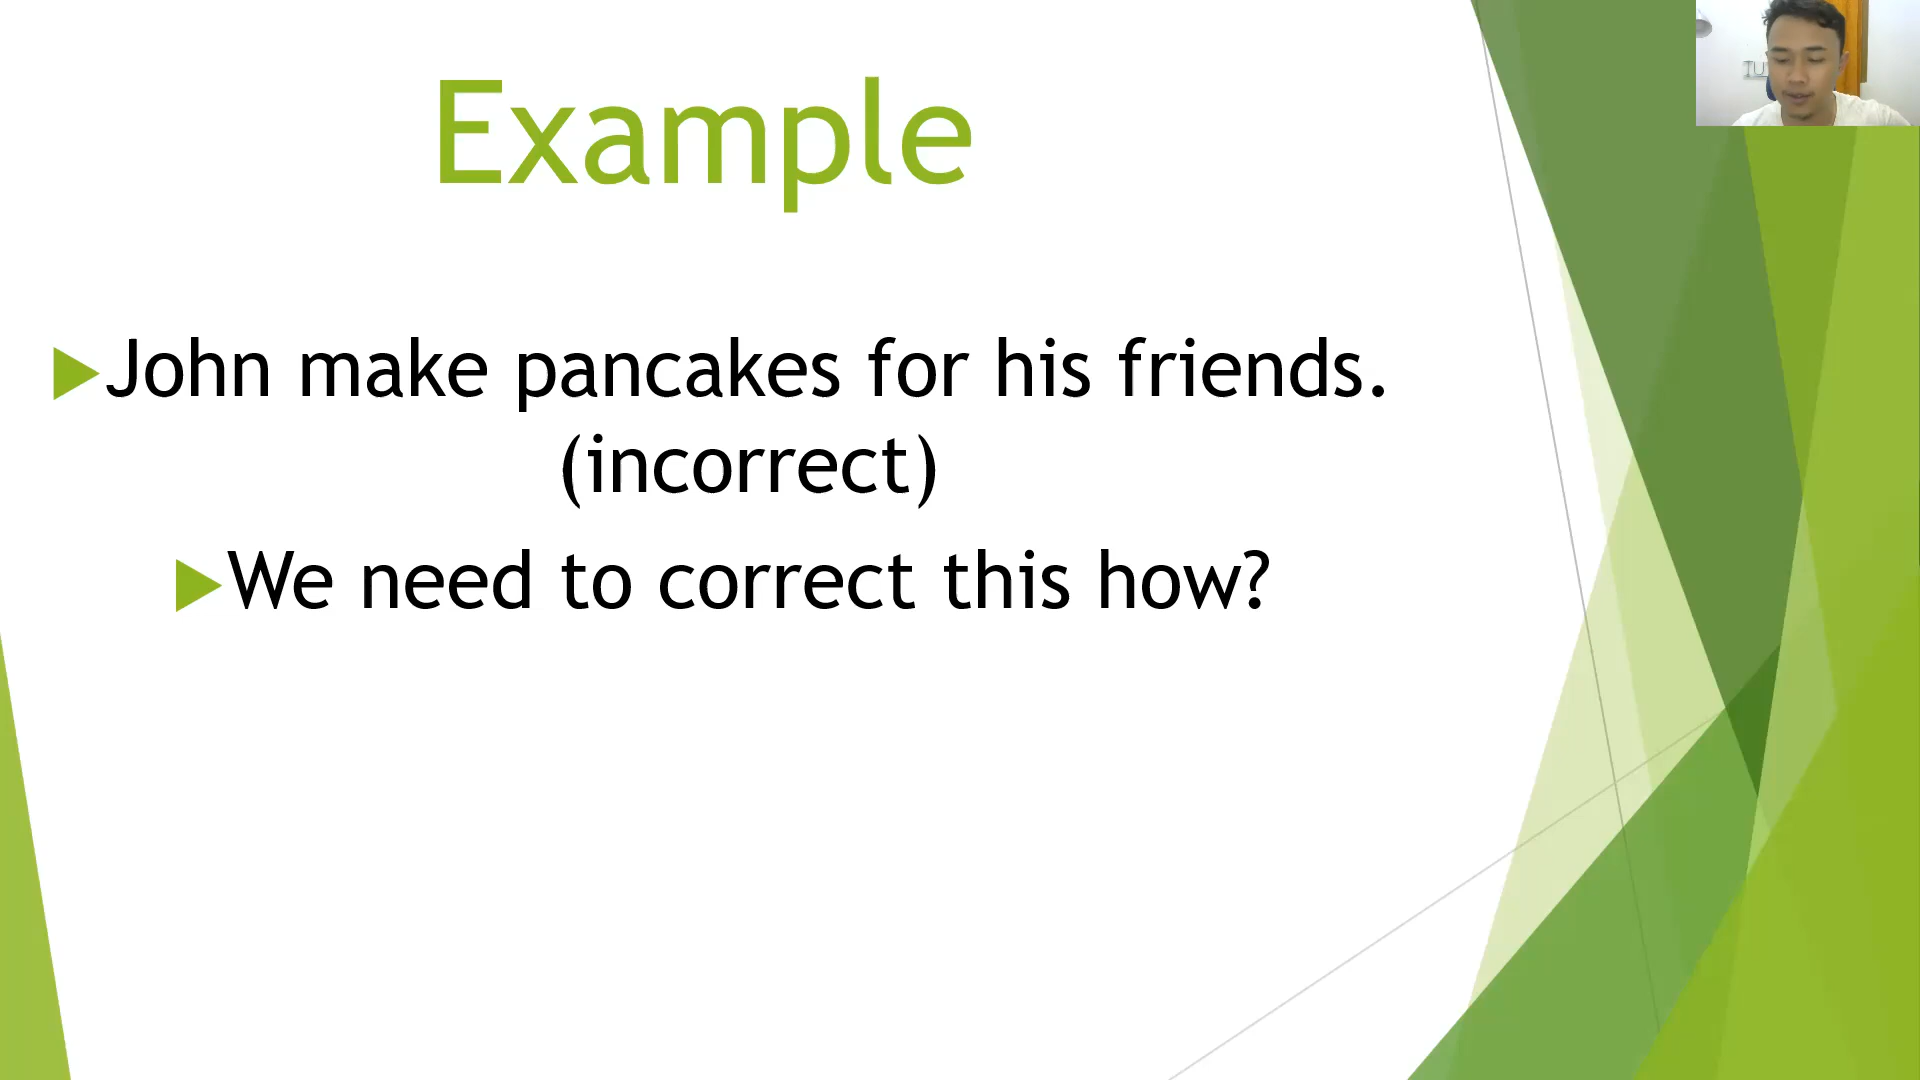 Example
John make pancakes for his friends.
(incorrect)
We need to correct this how?